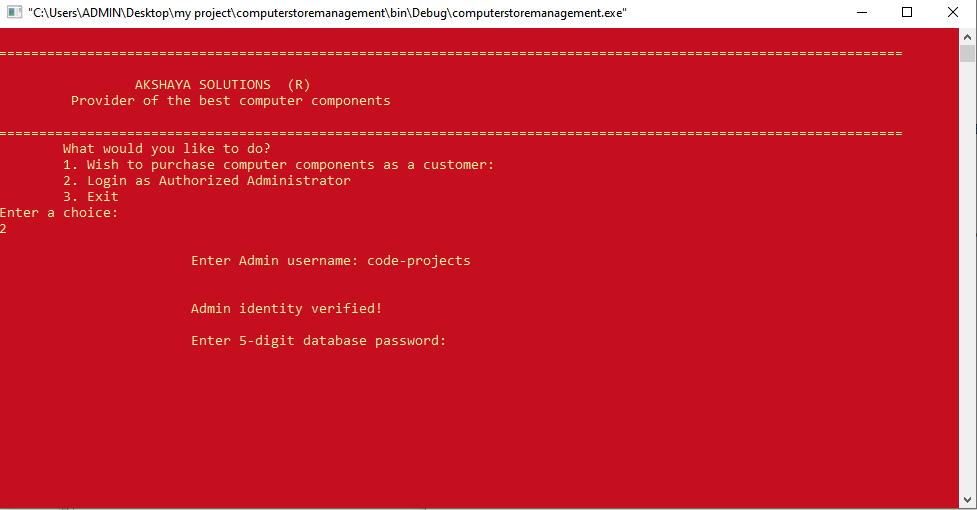 "C:\Users\ADMIN\Desktop\my project\computerstoremanagement\bin\Debug\computerstoremanagement.exe"
=================================================================================================================
AKSHAYA SOLUTIONS  (R)
Provider of the best computer components
=================================================================================================================
What would you like to do?
1. Wish to purchase computer components as a customer:
2. Login as Authorized Administrator
3. Exit
Enter a choice:
2
Enter Admin username: code-projects
Admin identity verified!
Enter 5-digit database password: